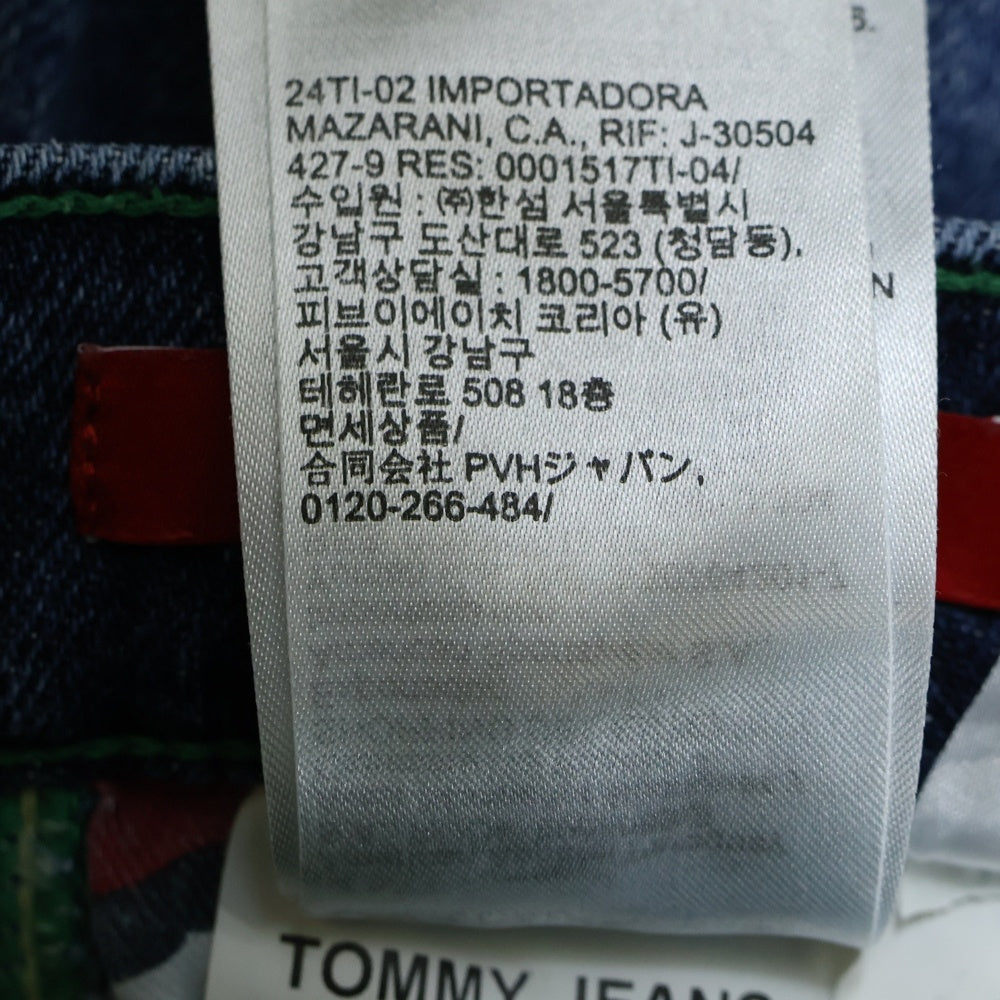 24TI-02 IMPORTADORA
MAZARANI, C.A., RIF: J-30504
427-9 RES: 0001517TI-04/
수입원 : ㈜한섬 서울특별시
강남구 도산대로 523 (청담동),
고객상담실 : 1800-5700/
피브이에이치 코리아 (유)
서울시 강남구
테헤란로 508 18층
면세상품/
合同会社 PVHジャパン,
0120-266-484/
TOMMY JEANS